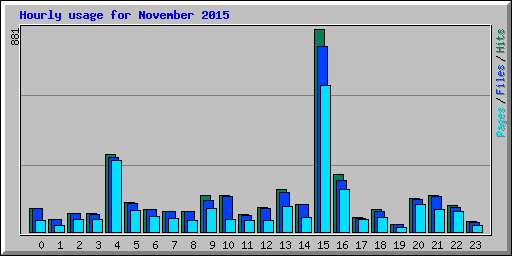 Hourly usage for November 2015
881
Pages/Files/Hits
0 1 2 3 4 5 6 7 8 9 10 11 12 13 14 15 16 17 18 19 20 21 22 23